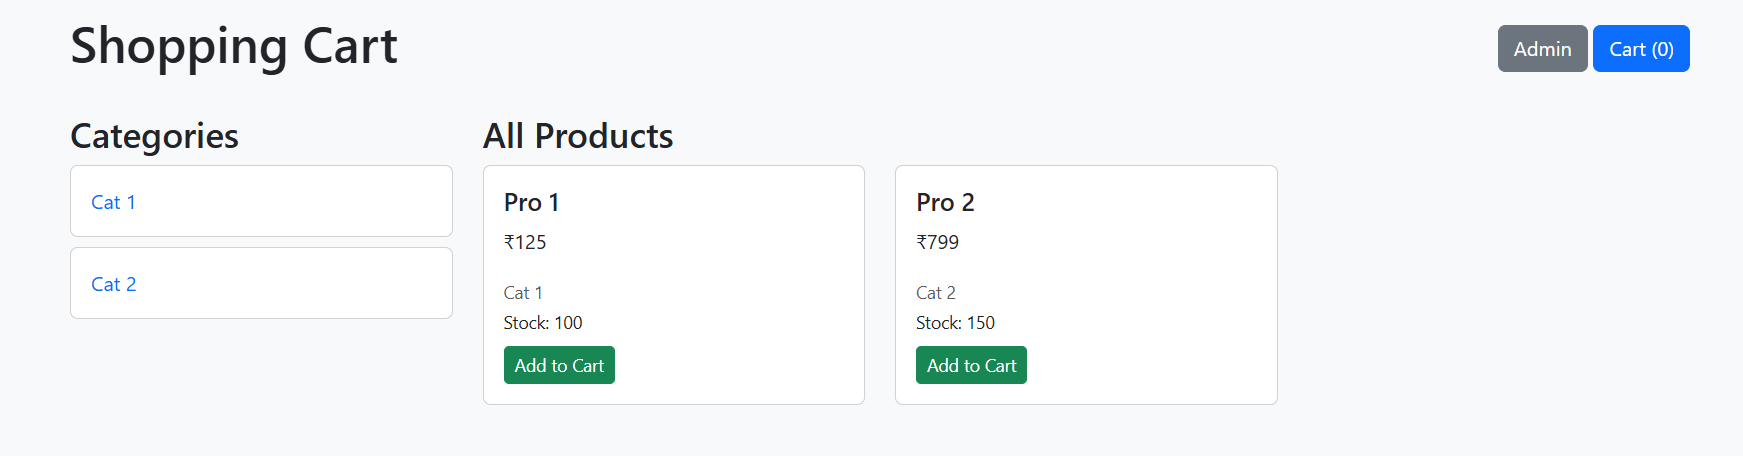 Shopping Cart
Admin
Cart (0)
Categories
Cat 1
Cat 2
All Products
Pro 1
₹125
Cat 1
Stock: 100
Add to Cart
Pro 2
₹799
Cat 2
Stock: 150
Add to Cart